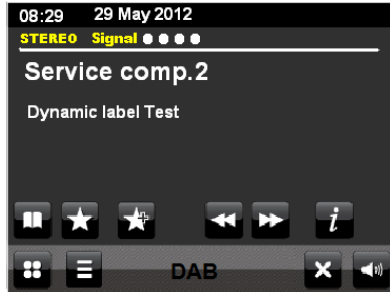 08:29 29 May 2012
STEREO Signal
Service comp.2
Dynamic label Test
i
DAB